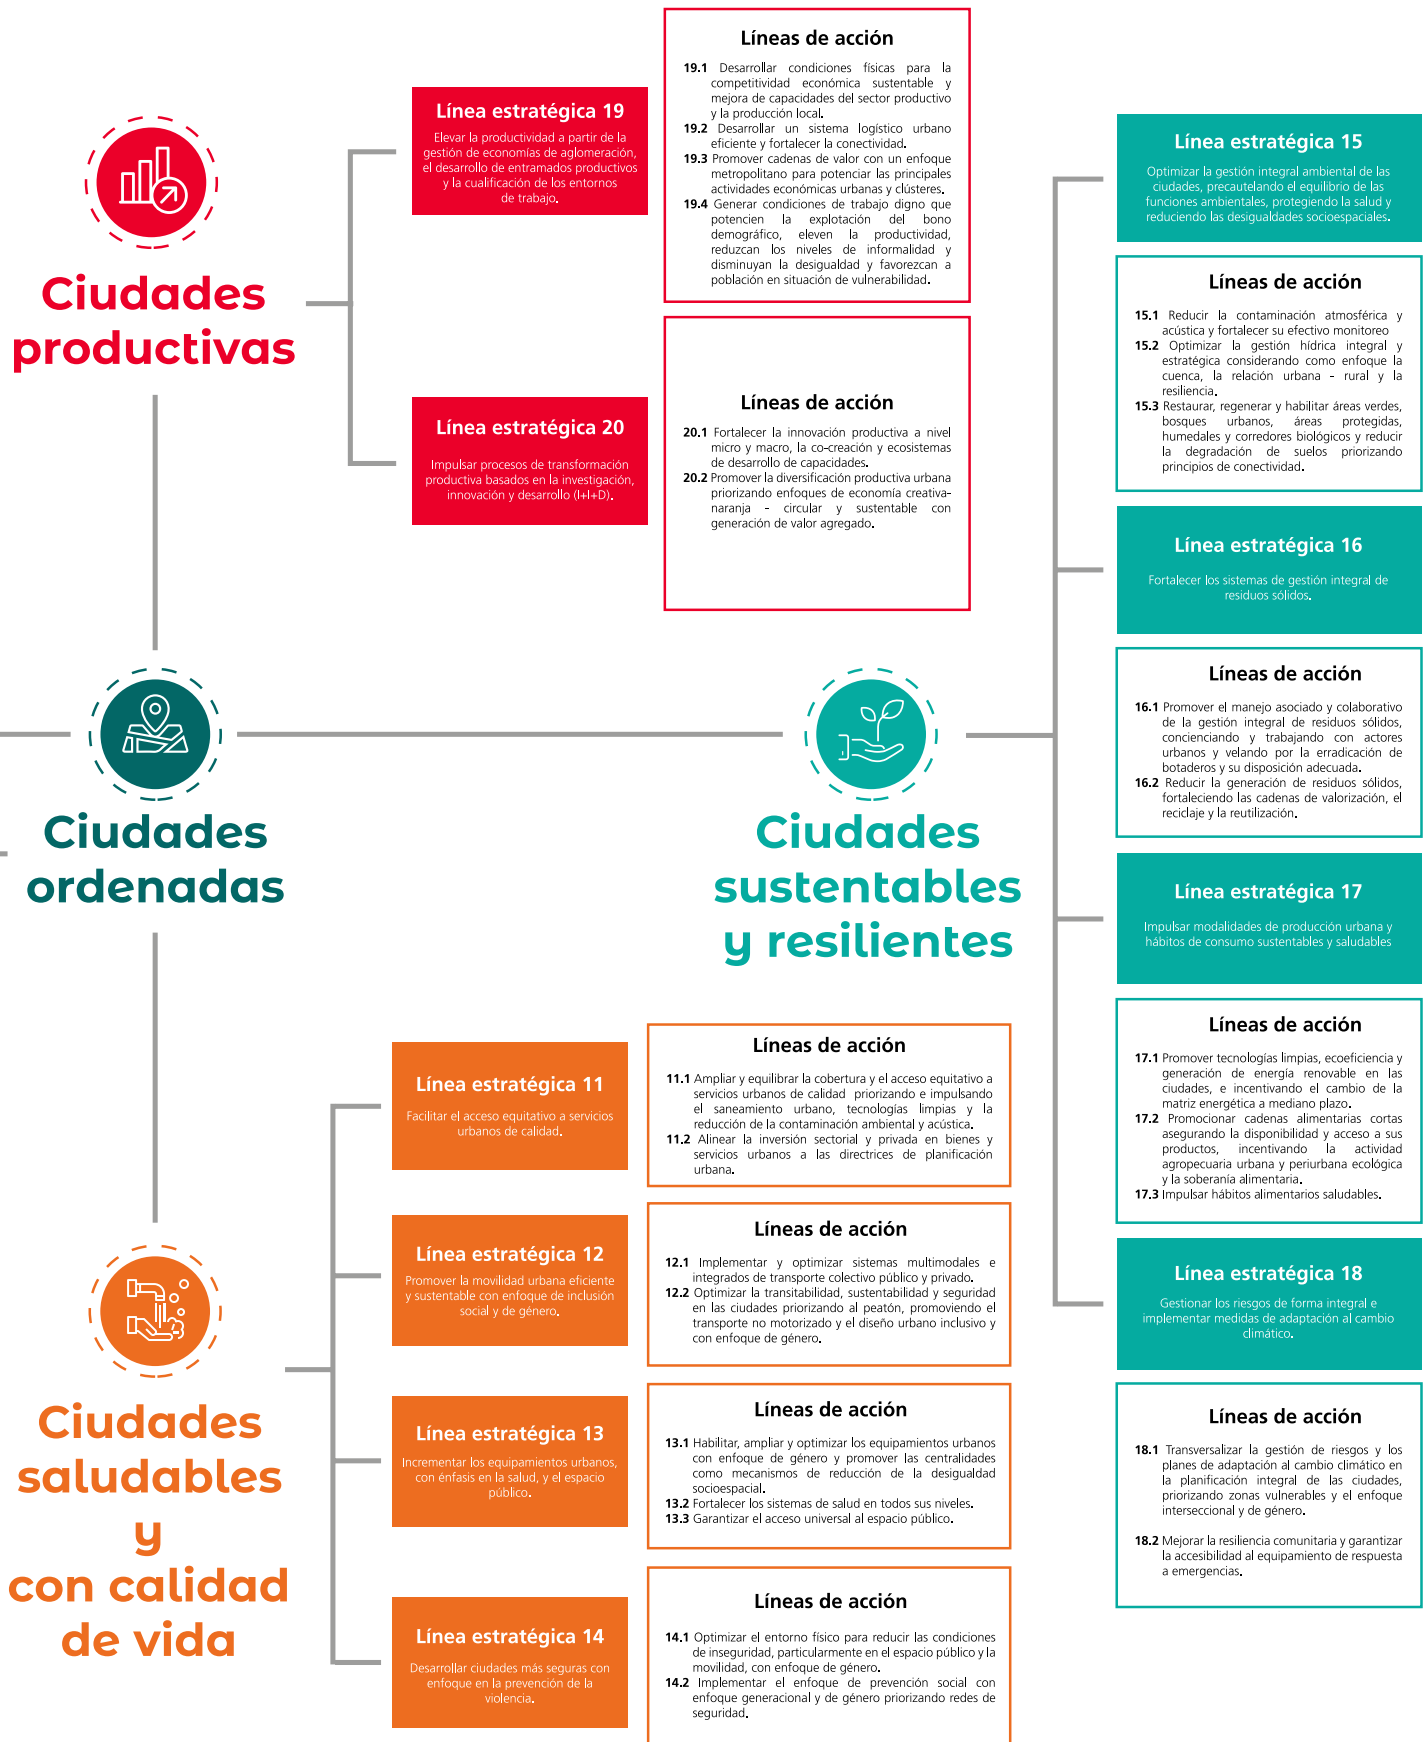 Ciudades
productivas
Línea estratégica 19
Elevar la productividad a partir de la
gestión de economías de aglomeración,
el desarrollo de entramados productivos
y la cualificación de los entornos
de trabajo.
Líneas de acción
19.1 Desarrollar condiciones físicas para la
competitividad económica sustentable y
mejora de capacidades del sector productivo
y la producción local.
19.2 Desarrollar un sistema logístico urbano
eficiente y fortalecer la conectividad.
19.3 Promover cadenas de valor con un enfoque
metropolitano para potenciar las principales
actividades económicas urbanas y clústeres.
19.4 Generar condiciones de trabajo digno que
potencien la explotación del bono
demográfico, eleven la productividad,
reduzcan los niveles de informalidad y
disminuyan la desigualdad y favorezcan a
población en situación de vulnerabilidad.
Línea estratégica 20
Impulsar procesos de transformación
productiva basados en la investigación,
innovación y desarrollo (I+I+D).
Líneas de acción
20.1 Fortalecer la innovación productiva a nivel
micro y macro, la co-creación y ecosistemas
de desarrollo de capacidades.
20.2 Promover la diversificación productiva urbana
priorizando enfoques de economía creativa-
naranja - circular y sustentable con
generación de valor agregado.
Ciudades
ordenadas
Ciudades
sustentables
y resilientes
Línea estratégica 15
Optimizar la gestión integral ambiental de las
ciudades, precautelando el equilibrio de las
funciones ambientales, protegiendo la salud y
reduciendo las desigualdades socioespaciales.
Líneas de acción
15.1 Reducir la contaminación atmosférica y
acústica y fortalecer su efectivo monitoreo
15.2 Optimizar la gestión hídrica integral y
estratégica considerando como enfoque la
cuenca, la relación urbana - rural y la
resiliencia.
15.3 Restaurar, regenerar y habilitar áreas verdes,
bosques urbanos, áreas protegidas,
humedales y corredores biológicos y reducir
la degradación de suelos priorizando
principios de conectividad.
Línea estratégica 16
Fortalecer los sistemas de gestión integral de
residuos sólidos.
Líneas de acción
16.1 Promover el manejo asociado y colaborativo
de la gestión integral de residuos sólidos,
concienciando y trabajando con actores
urbanos y velando por la erradicación de
botaderos y su disposición adecuada.
16.2 Reducir la generación de residuos sólidos,
fortaleciendo las cadenas de valorización, el
reciclaje y la reutilización.
Línea estratégica 17
Impulsar modalidades de producción urbana y
hábitos de consumo sustentables y saludables
Líneas de acción
17.1 Promover tecnologías limpias, ecoeficiencia y
generación de energía renovable en las
ciudades, e incentivando el cambio de la
matriz energética a mediano plazo.
17.2 Promocionar cadenas alimentarias cortas
asegurando la disponibilidad y acceso a sus
productos, incentivando la actividad
agropecuaria urbana y periurbana ecológica
y la soberanía alimentaria.
17.3 Impulsar hábitos alimentarios saludables.
Línea estratégica 18
Gestionar los riesgos de forma integral e
implementar medidas de adaptación al cambio
climático.
Líneas de acción
18.1 Transversalizar la gestión de riesgos y los
planes de adaptación al cambio climático en
la planificación integral de las ciudades,
priorizando zonas vulnerables y el enfoque
interseccional y de género.
18.2 Mejorar la resiliencia comunitaria y garantizar
la accesibilidad al equipamiento de respuesta
a emergencias.
Ciudades
saludables
y
con calidad
de vida
Línea estratégica 11
Facilitar el acceso equitativo a servicios
urbanos de calidad.
Líneas de acción
11.1 Ampliar y equilibrar la cobertura y el acceso equitativo a
servicios urbanos de calidad priorizando e impulsando
el saneamiento urbano, tecnologías limpias y la
reducción de la contaminación ambiental y acústica.
11.2 Alinear la inversión sectorial y privada en bienes y
servicios urbanos a las directrices de planificación
urbana.
Línea estratégica 12
Promover la movilidad urbana eficiente
y sustentable con enfoque de inclusión
social y de género.
Líneas de acción
12.1 Implementar y optimizar sistemas multimodales e
integrados de transporte colectivo público y privado.
12.2 Optimizar la transitabilidad, sustentabilidad y seguridad
en las ciudades priorizando al peatón, promoviendo el
transporte no motorizado y el diseño urbano inclusivo y
con enfoque de género.
Línea estratégica 13
Incrementar los equipamientos urbanos,
con énfasis en la salud, y el espacio
público.
Líneas de acción
13.1 Habilitar, ampliar y optimizar los equipamientos urbanos
con enfoque de género y promover las centralidades
como mecanismos de reducción de la desigualdad
socioespacial.
13.2 Fortalecer los sistemas de salud en todos sus niveles.
13.3 Garantizar el acceso universal al espacio público.
Línea estratégica 14
Desarrollar ciudades más seguras con
enfoque en la prevención de la
violencia.
Líneas de acción
14.1 Optimizar el entorno físico para reducir las condiciones
de inseguridad, particularmente en el espacio público y la
movilidad, con enfoque de género.
14.2 Implementar el enfoque de prevención social con
enfoque generacional y de género priorizando redes de
seguridad.